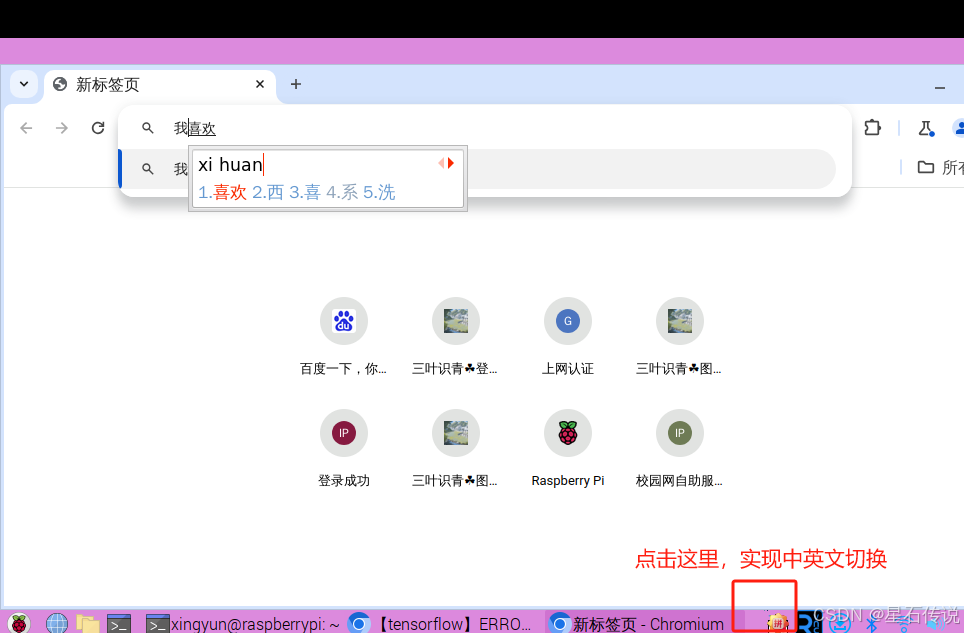 新标签页
我喜欢
所有
我
xi huan
1.喜欢 2.西 3.喜 4.系 5.洗
du
G
百度一下，你...
三叶识青☘登...
上网认证
三叶识青☘图...
IP
IP
登录成功
三叶识青☘图...
Raspberry Pi
校园网自助服...
点击这里，实现中英文切换
xingyun@raspberrypi: ~
【tensorflow】ERRO...
新标签页 - Chromium
拼
CSDN @星石传说